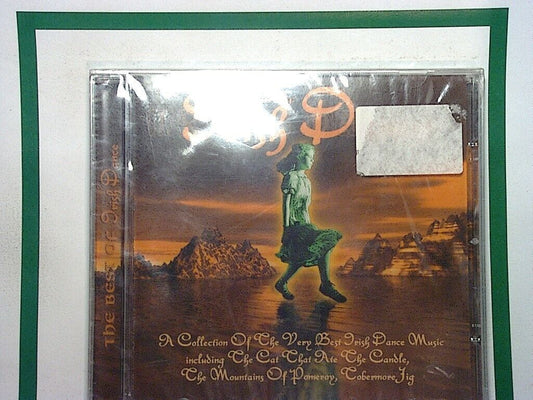 THE BEST OF Irish Dance
A Collection Of The Very Best Irish Dance Music
including The Cat That Ate The Candle,
The Mountains Of Pomeroy, Tobermore Jig